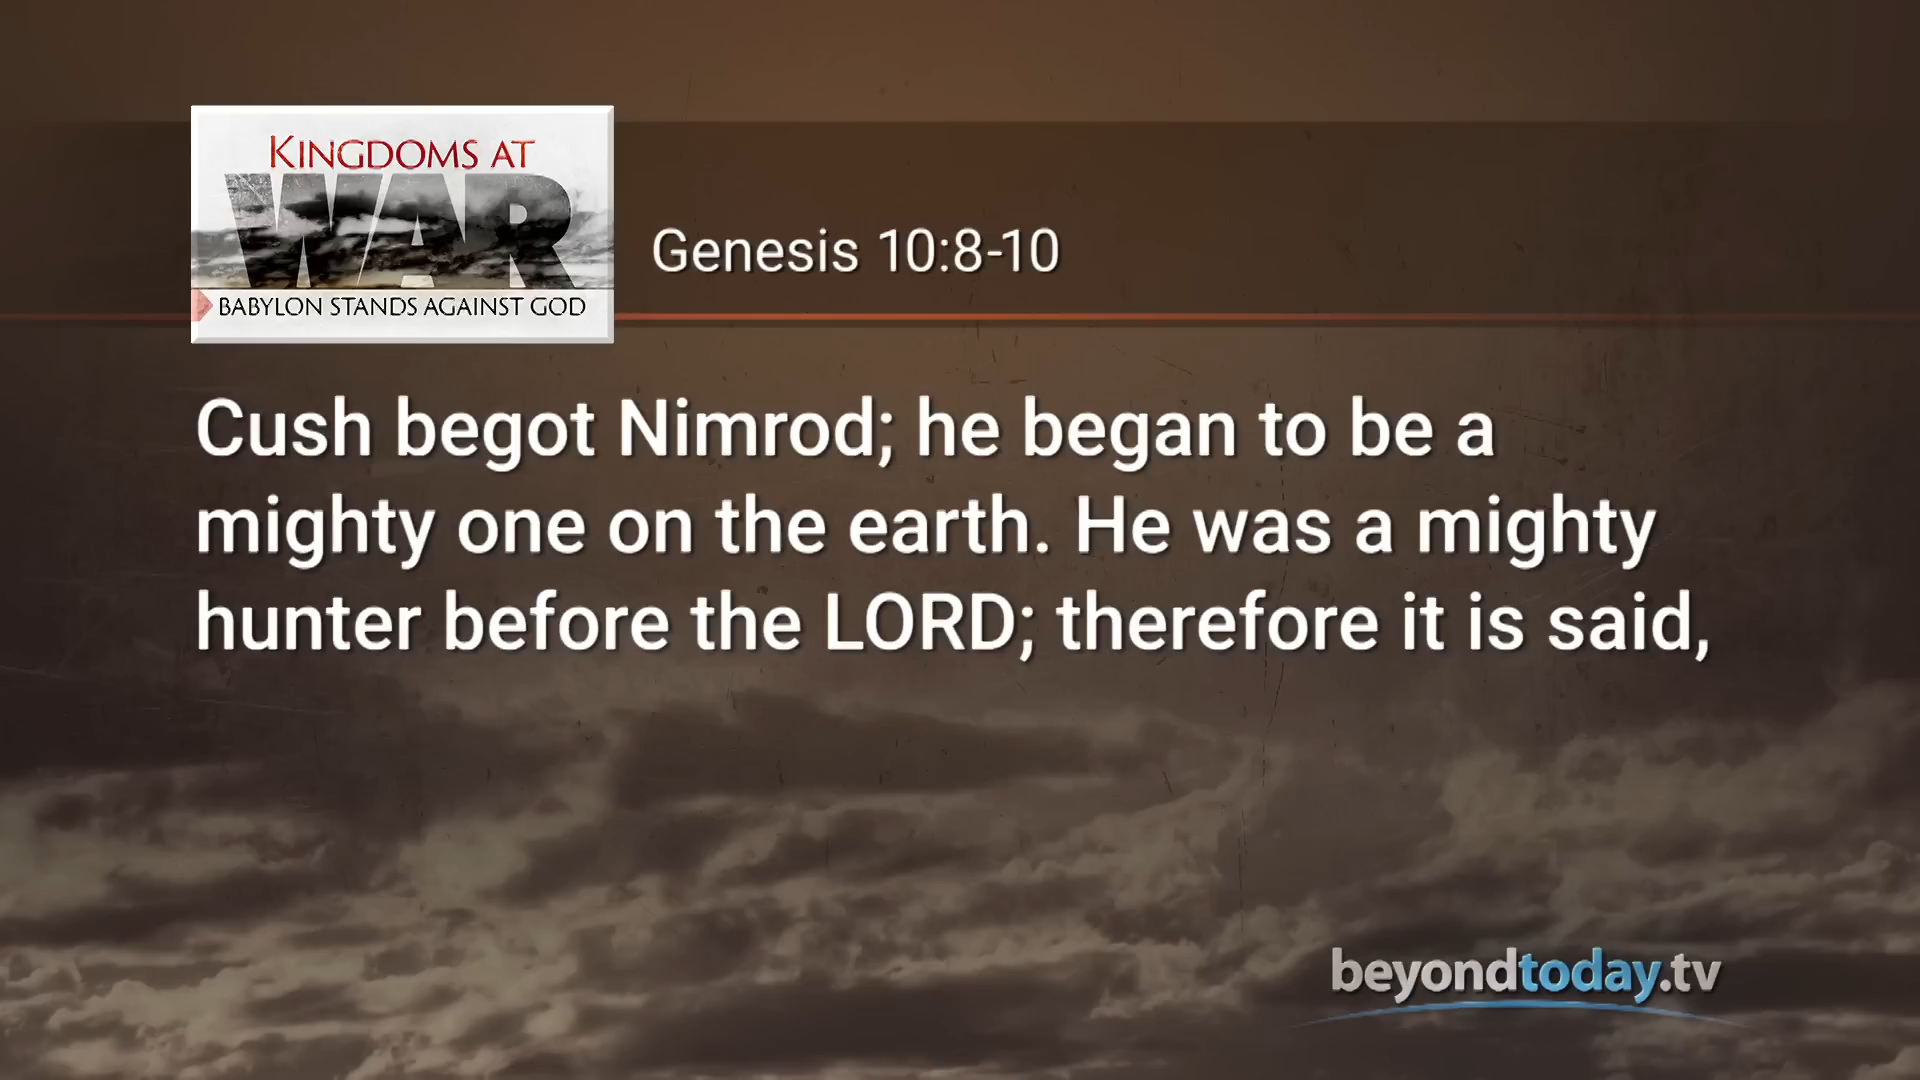 KINGDOMS AT
WAR
BABYLON STANDS AGAINST GOD
Genesis 10:8-10
Cush begot Nimrod; he began to be a
mighty one on the earth. He was a mighty
hunter before the LORD; therefore it is said,
beyondtoday.tv